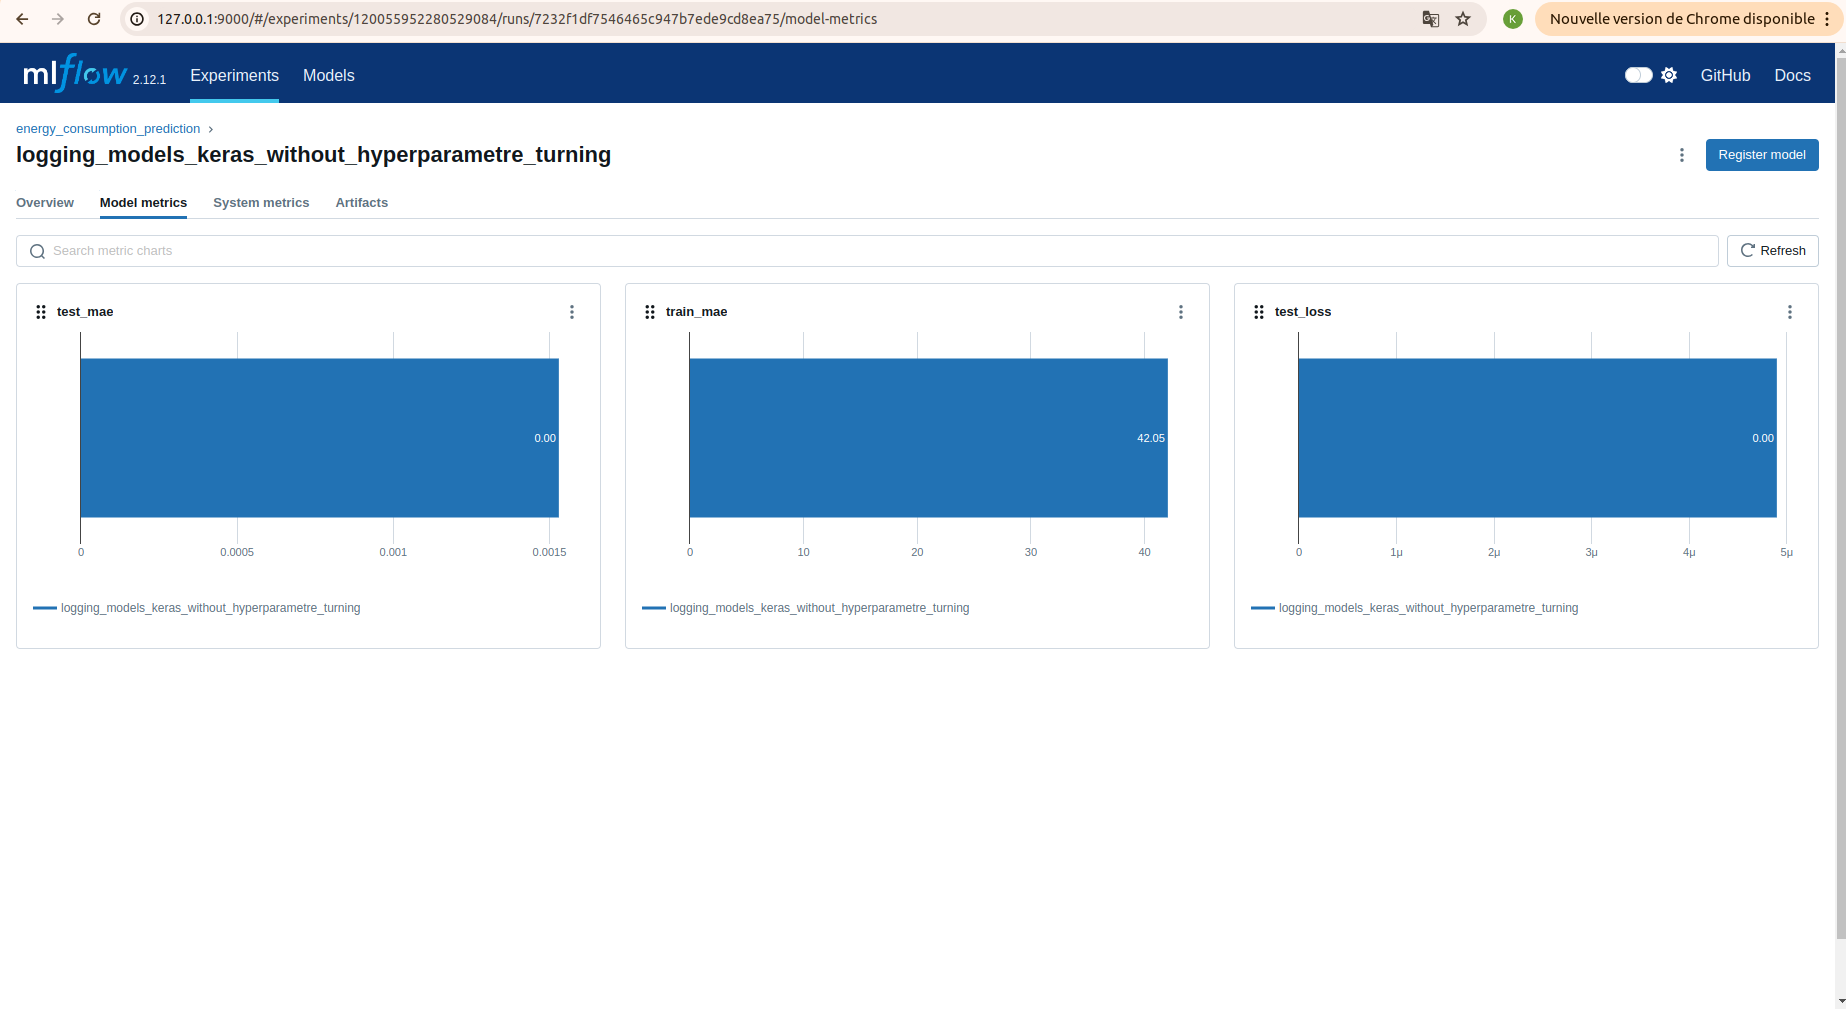 127.0.0.1:9000/#/experiments/120055952280529084/runs/7232f1df7546465c947b7ede9cd8ea75/model-metrics
K
Nouvelle version de Chrome disponible
mlflow 2.12.1
Experiments
Models
GitHub
Docs
energy_consumption_prediction
logging_models_keras_without_hyperparametre_turning
Register model
Overview
Model metrics
System metrics
Artifacts
Search metric charts
Refresh
test_mae
0.00
0 0.0005 0.001 0.0015
logging_models_keras_without_hyperparametre_turning
train_mae
42.05
0 10 20 30 40
logging_models_keras_without_hyperparametre_turning
test_loss
0.00
0 1μ 2μ 3μ 4μ 5μ
logging_models_keras_without_hyperparametre_turning